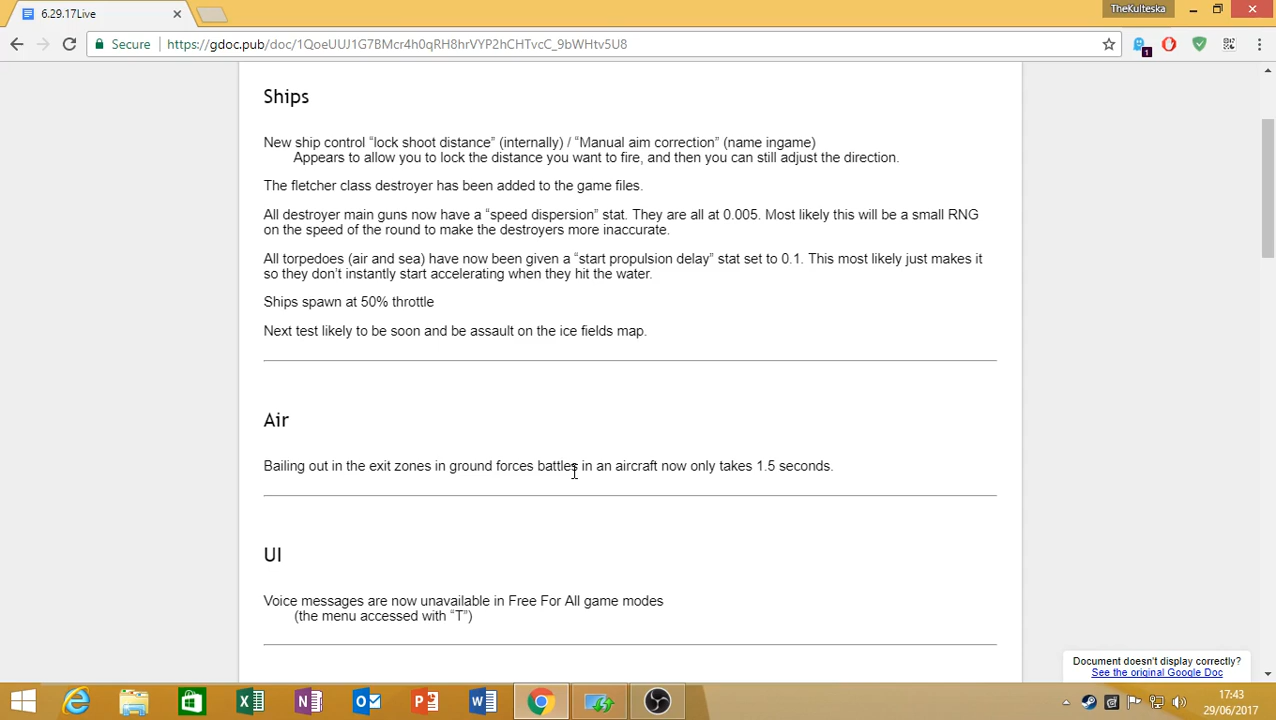 6.29.17Live
TheKulteska
Secure
https://gdoc.pub/doc/1QoeUUJ1G7BMcr4h0qRH8hrVYP2hCHTvcC_9bWHtv5U8
1
Ships
New ship control “lock shoot distance” (internally) / “Manual aim correction” (name ingame)
Appears to allow you to lock the distance you want to fire, and then you can still adjust the direction.
The fletcher class destroyer has been added to the game files.
All destroyer main guns now have a “speed dispersion” stat. They are all at 0.005. Most likely this will be a small RNG
on the speed of the round to make the destroyers more inaccurate.
All torpedoes (air and sea) have now been given a “start propulsion delay” stat set to 0.1. This most likely just makes it
so they don’t instantly start accelerating when they hit the water.
Ships spawn at 50% throttle
Next test likely to be soon and be assault on the ice fields map.
Air
Bailing out in the exit zones in ground forces battles in an aircraft now only takes 1.5 seconds.
UI
Voice messages are now unavailable in Free For All game modes
(the menu accessed with “T”)
Document doesn't display correctly?
See the original Google Doc
17:43
29/06/2017